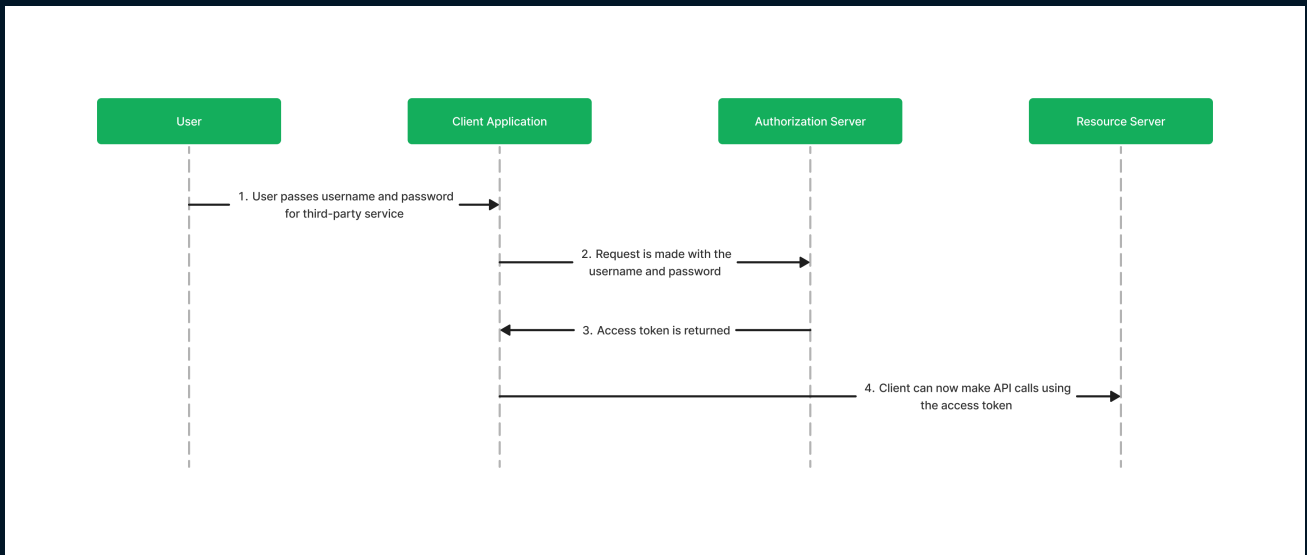 User
Client Application
Authorization Server
Resource Server
1. User passes username and password
for third-party service
2. Request is made with the
username and password
3. Access token is returned
4. Client can now make API calls using
the access token